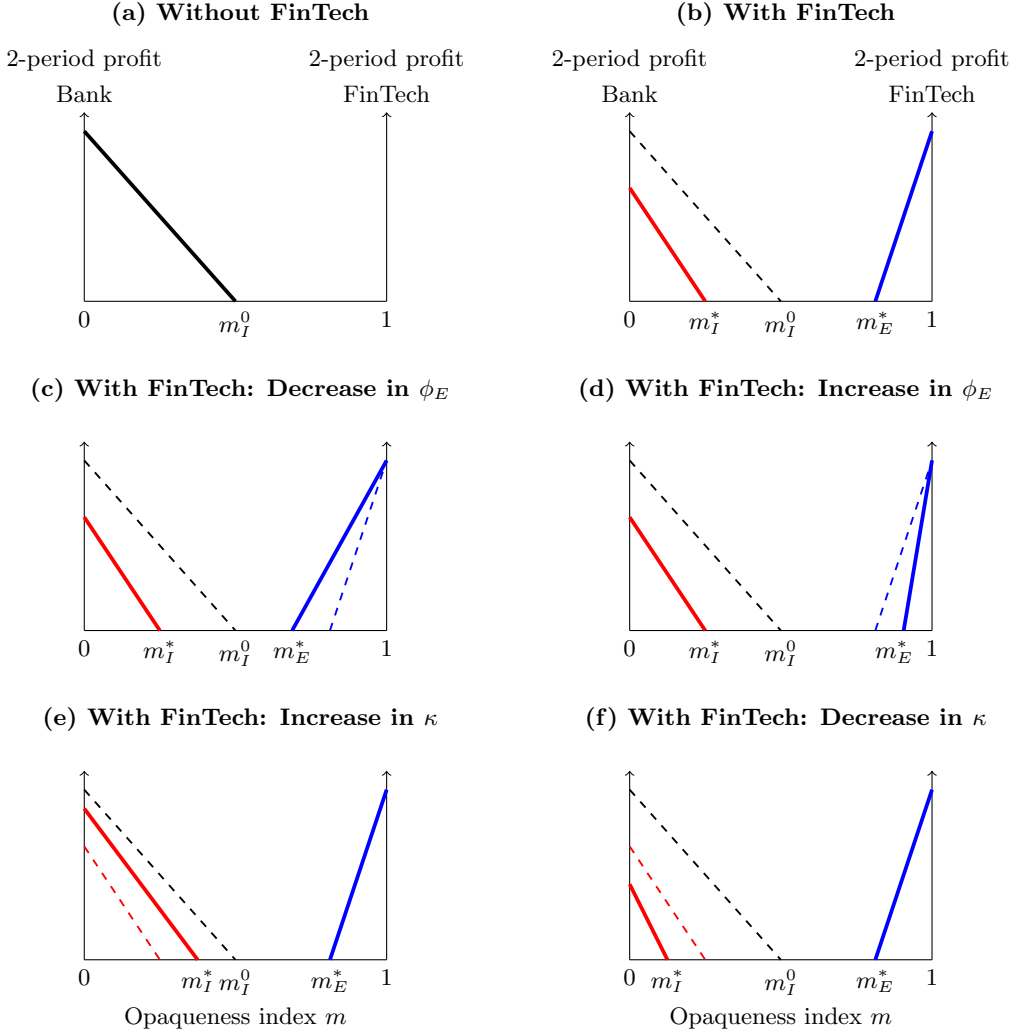 (a) Without FinTech
2-period profit 2-period profit
Bank FinTech
0 m_I^0 1
(b) With FinTech
2-period profit 2-period profit
Bank FinTech
0 m_I^* m_I^0 m_E^* 1
(c) With FinTech: Decrease in ϕ_E
0 m_I^* m_I^0 m_E^* 1
(d) With FinTech: Increase in ϕ_E
0 m_I^* m_I^0 m_E^* 1
(e) With FinTech: Increase in κ
0 m_I^* m_I^0 m_E^* 1
Opaqueness index m
(f) With FinTech: Decrease in κ
0 m_I^* m_I^0 m_E^* 1
Opaqueness index m